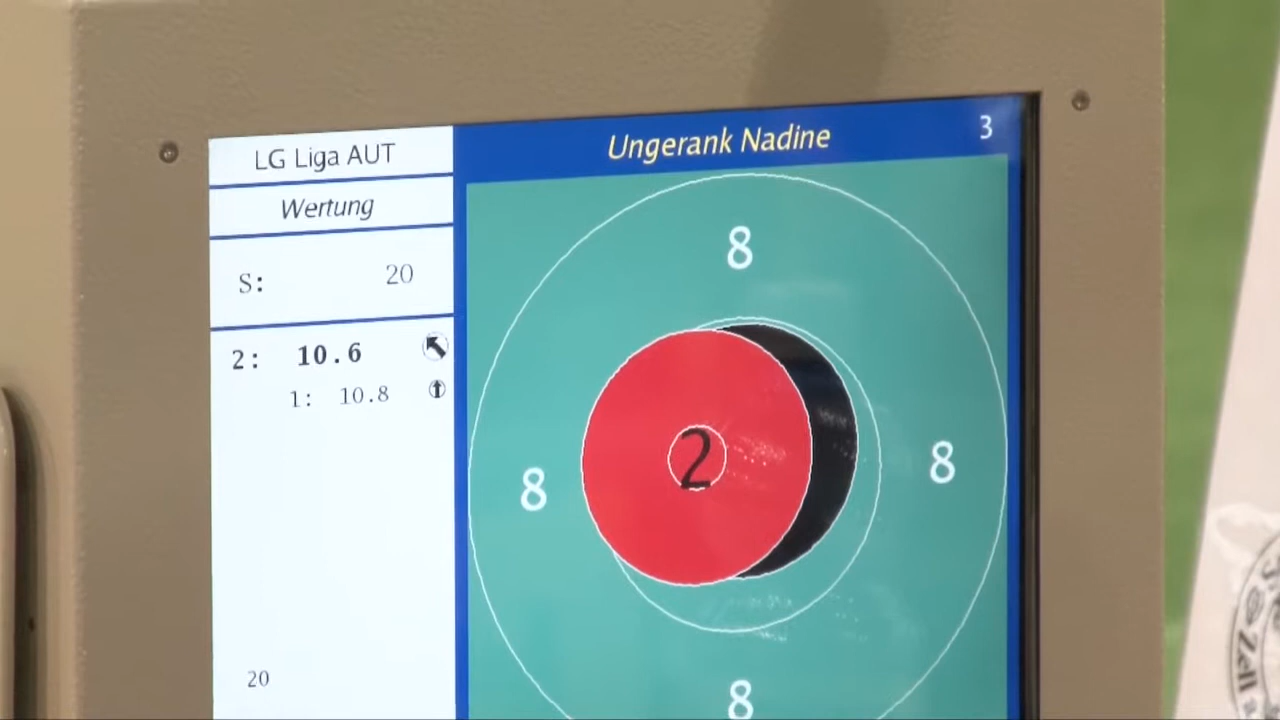 LG Liga AUT
Wertung
S: 20
2: 10.6
1: 10.8
20
Ungerank Nadine
3
8
8
2
8
8